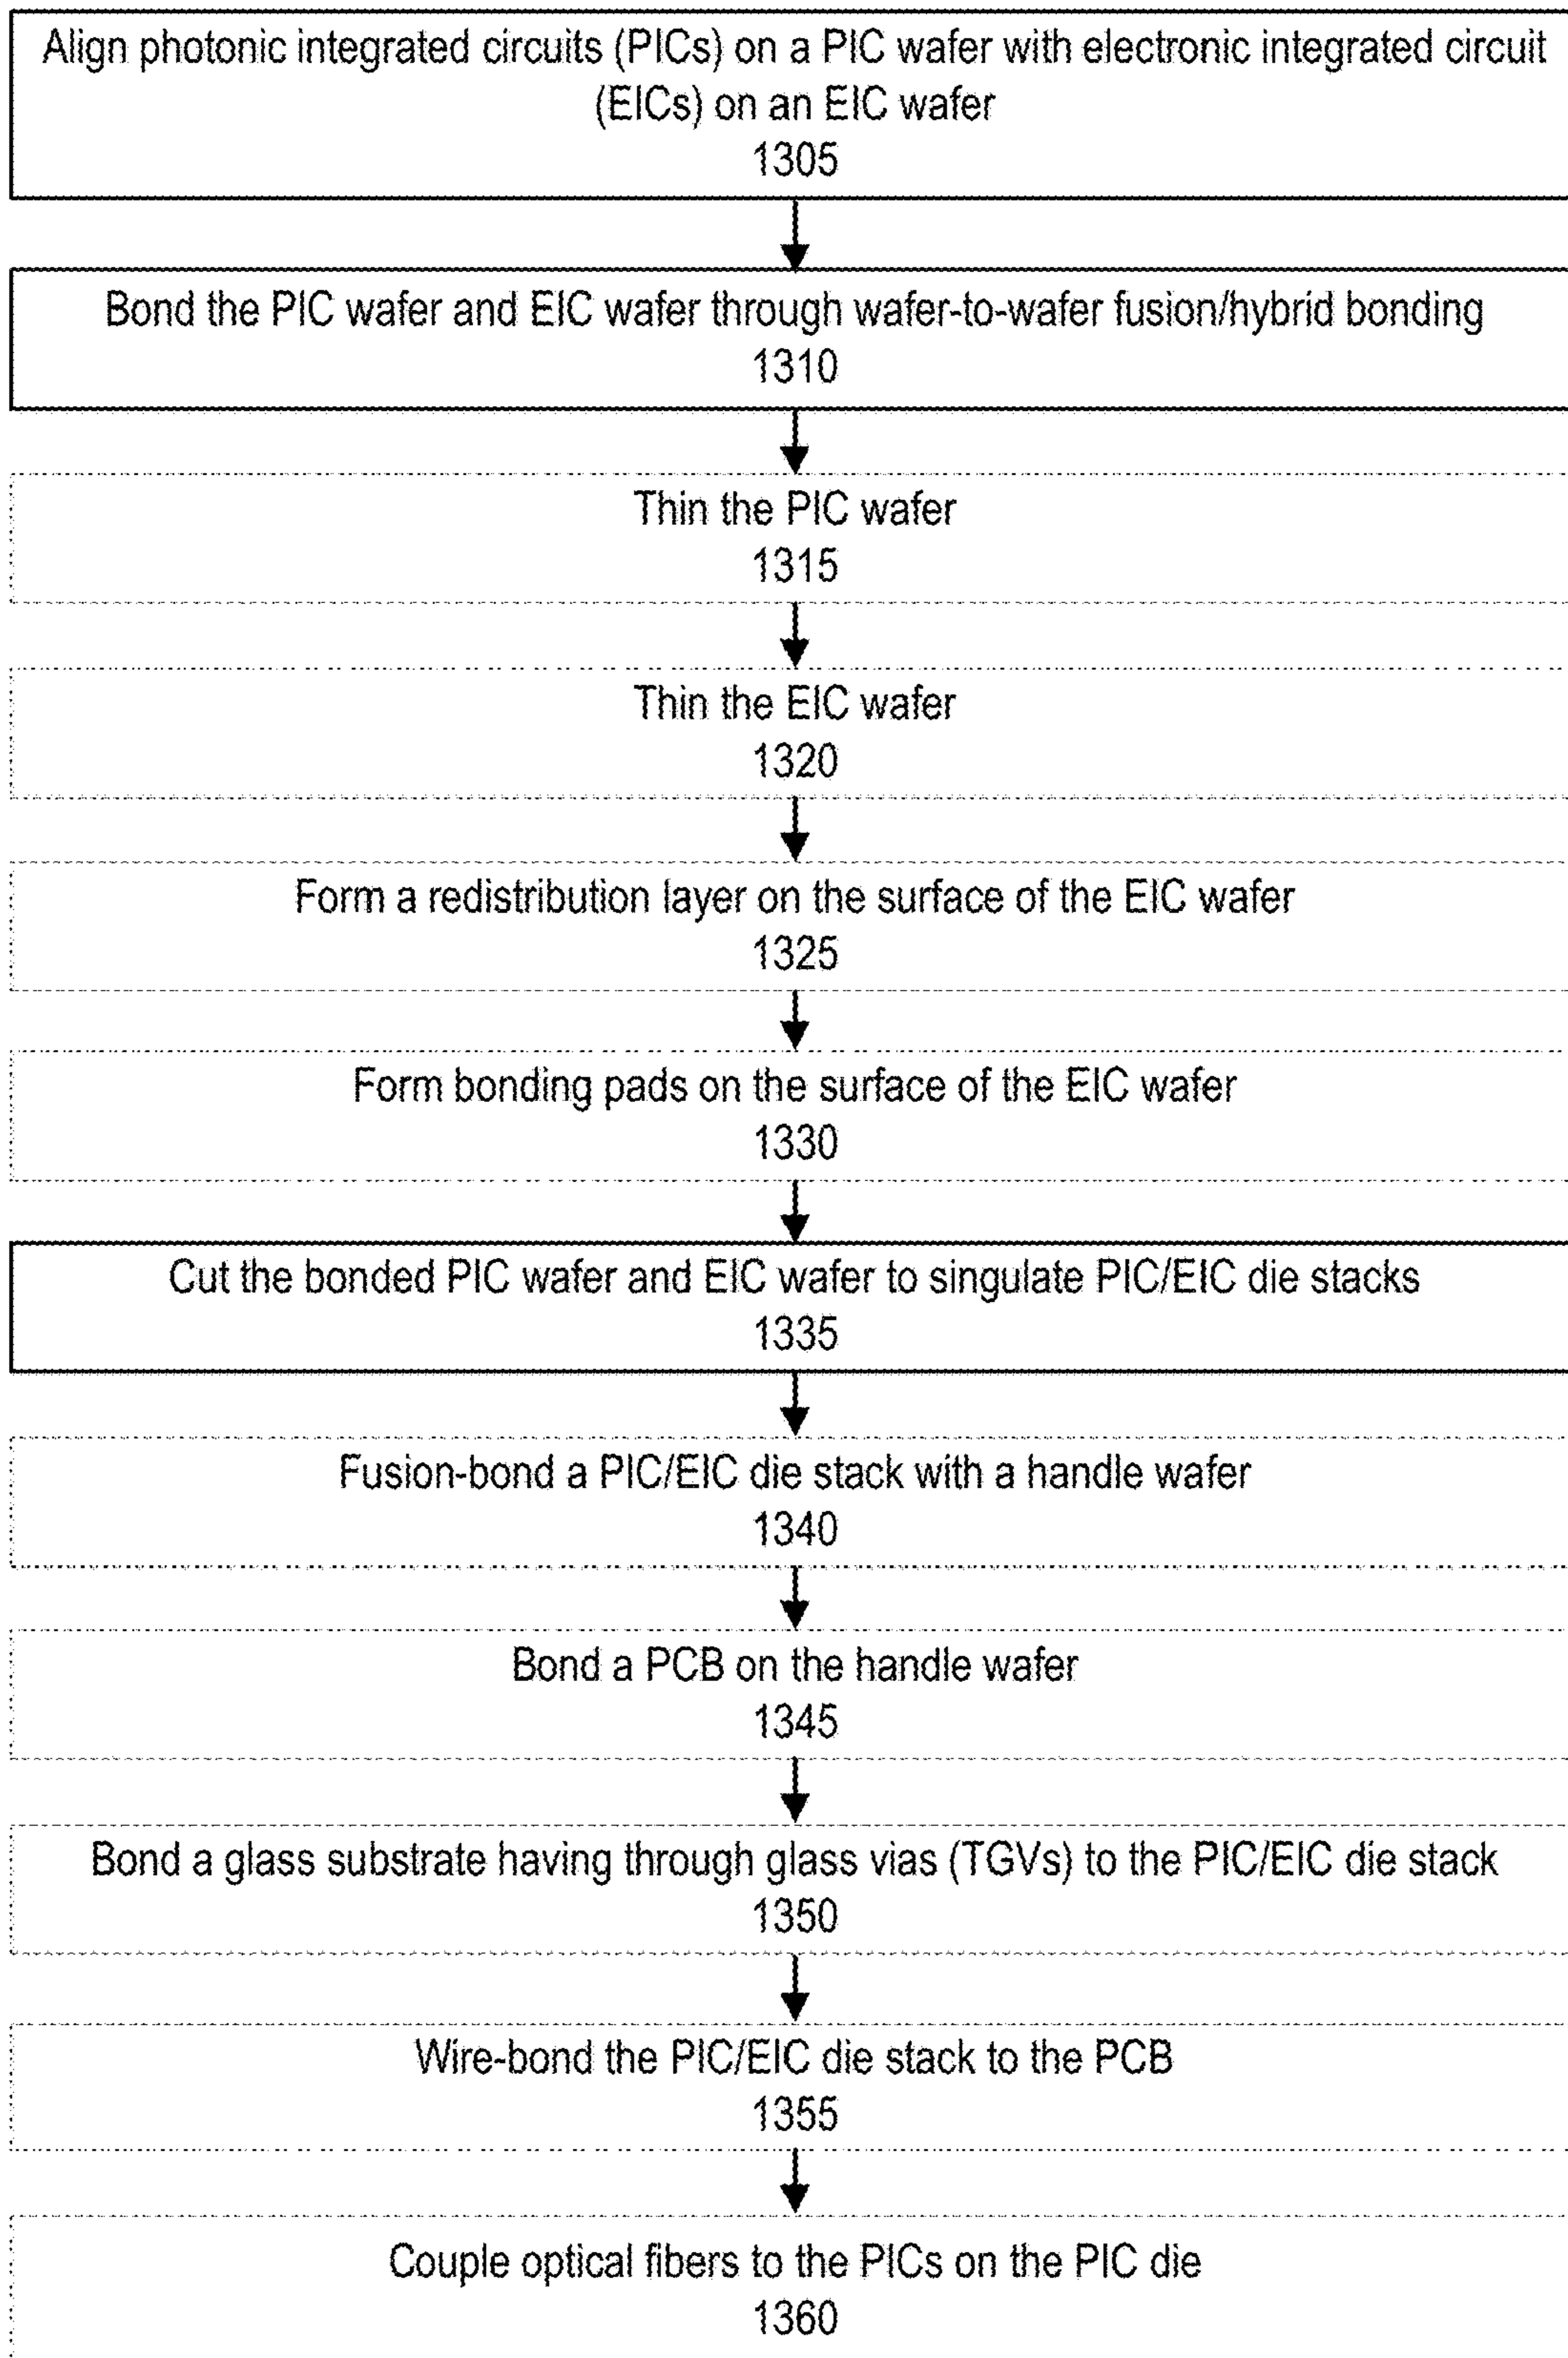 Align photonic integrated circuits (PICs) on a PIC wafer with electronic integrated circuit
(EICs) on an EIC wafer
1305
Bond the PIC wafer and EIC wafer through wafer-to-wafer fusion/hybrid bonding
1310
Thin the PIC wafer
1315
Thin the EIC wafer
1320
Form a redistribution layer on the surface of the EIC wafer
1325
Form bonding pads on the surface of the EIC wafer
1330
Cut the bonded PIC wafer and EIC wafer to singulate PIC/EIC die stacks
1335
Fusion-bond a PIC/EIC die stack with a handle wafer
1340
Bond a PCB on the handle wafer
1345
Bond a glass substrate having through glass vias (TGVs) to the PIC/EIC die stack
1350
Wire-bond the PIC/EIC die stack to the PCB
1355
Couple optical fibers to the PICs on the PIC die
1360